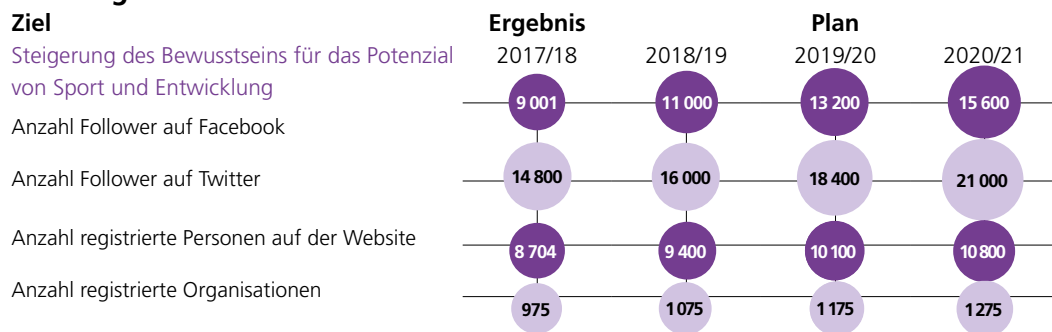 Ziel Ergebnis Plan
Steigerung des Bewusstseins für das Potenzial 2017/18 2018/19 2019/20 2020/21
von Sport und Entwicklung
9 001 11 000 13 200 15 600
Anzahl Follower auf Facebook
Anzahl Follower auf Twitter 14 800 16 000 18 400 21 000
Anzahl registrierte Personen auf der Website 8 704 9 400 10 100 10 800
Anzahl registrierte Organisationen 975 1 075 1 175 1 275